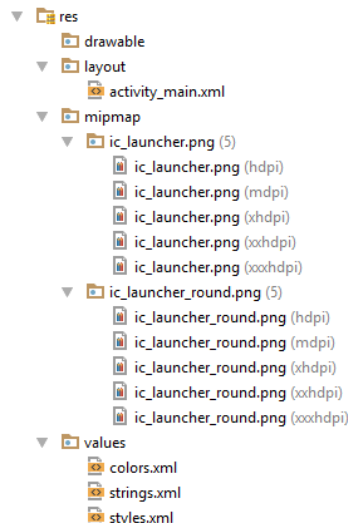 res
drawable
layout
activity_main.xml
mipmap
ic_launcher.png (5)
ic_launcher.png (hdpi)
ic_launcher.png (mdpi)
ic_launcher.png (xhdpi)
ic_launcher.png (xxhdpi)
ic_launcher.png (xxxhdpi)
ic_launcher_round.png (5)
ic_launcher_round.png (hdpi)
ic_launcher_round.png (mdpi)
ic_launcher_round.png (xhdpi)
ic_launcher_round.png (xxhdpi)
ic_launcher_round.png (xxxhdpi)
values
colors.xml
strings.xml
styles.xml